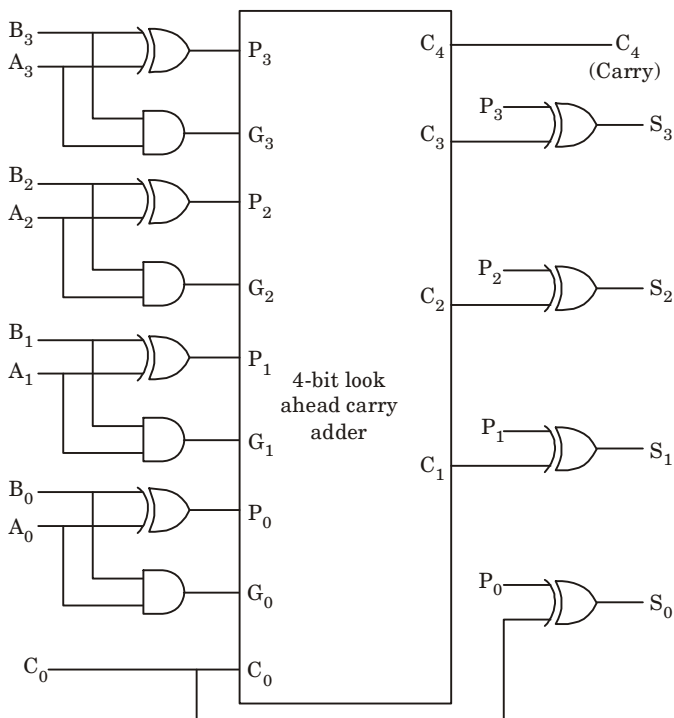 B₃
A₃
P₃
G₃
B₂
A₂
P₂
G₂
B₁
A₁
P₁
G₁
B₀
A₀
P₀
G₀
C₀
C₀
4-bit look
ahead carry
adder
C₄
C₃
C₂
C₁
C₄
(Carry)
P₃
S₃
P₂
S₂
P₁
S₁
P₀
S₀